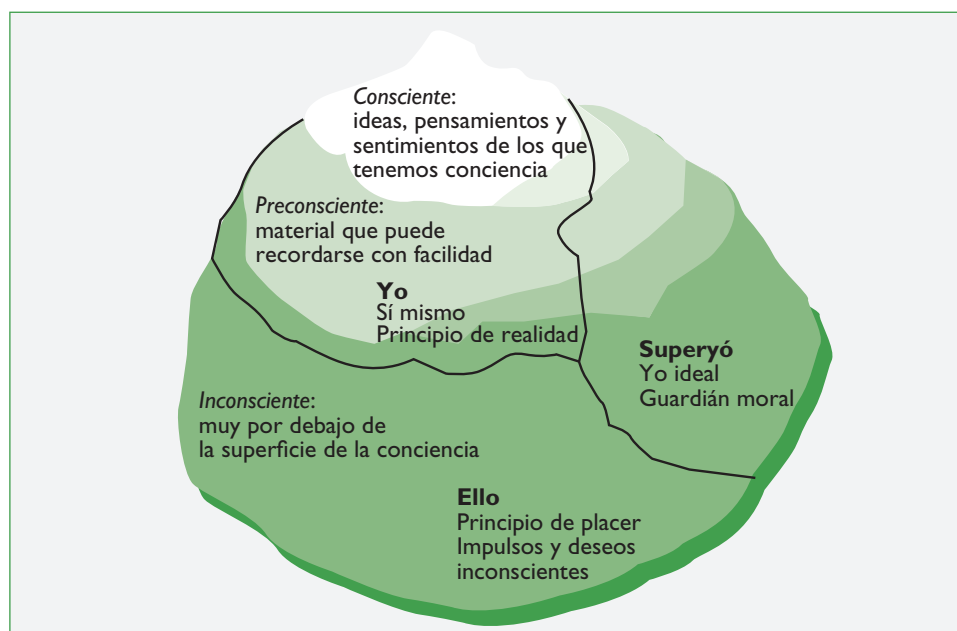 Consciente:
ideas, pensamientos y
sentimientos de los que
tenemos conciencia
Preconsciente:
material que puede
recordarse con facilidad
Yo
Sí mismo
Principio de realidad
Superyó
Yo ideal
Guardián moral
Inconsciente:
muy por debajo de
la superficie de la conciencia
Ello
Principio de placer
Impulsos y deseos
inconscientes